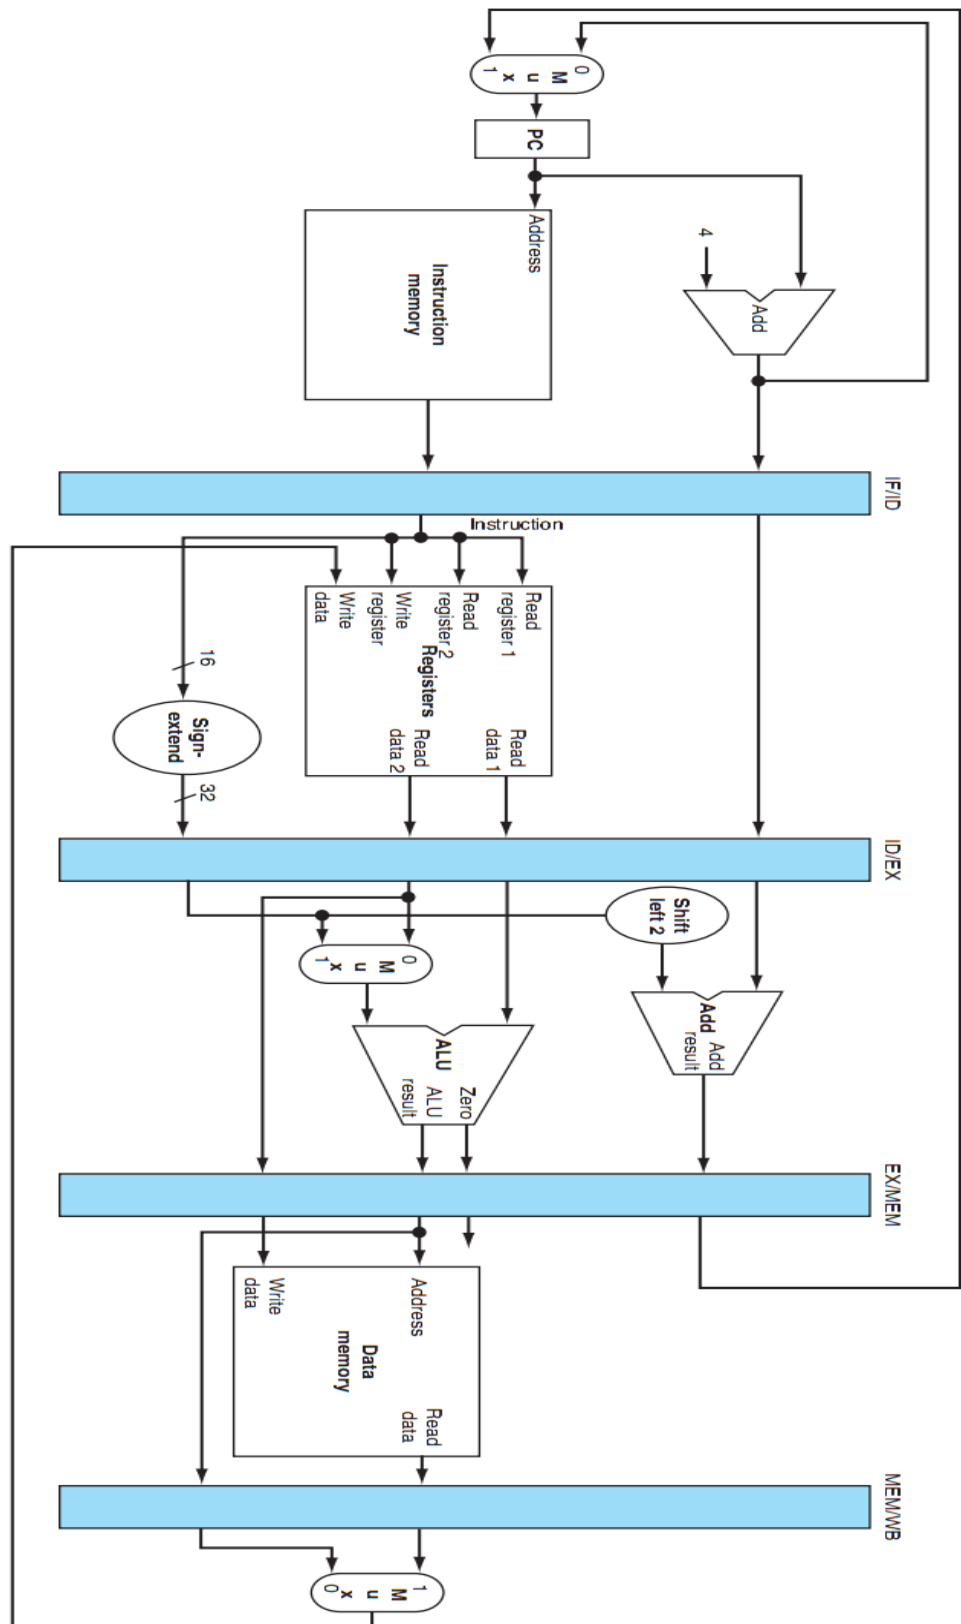 0
M
u
x
1
PC
4
Add
Address
Instruction
memory
IF/ID
Instruction
Read
register 1
Read
register 2
Write
register
Write
data
Registers
Read
data 1
Read
data 2
16
Sign-
extend
32
ID/EX
Shift
left 2
0
M
u
x
1
Add
Add
result
ALU
Zero
ALU
result
EX/MEM
Address
Write
data
Data
memory
Read
data
MEM/WB
1
M
u
x
0